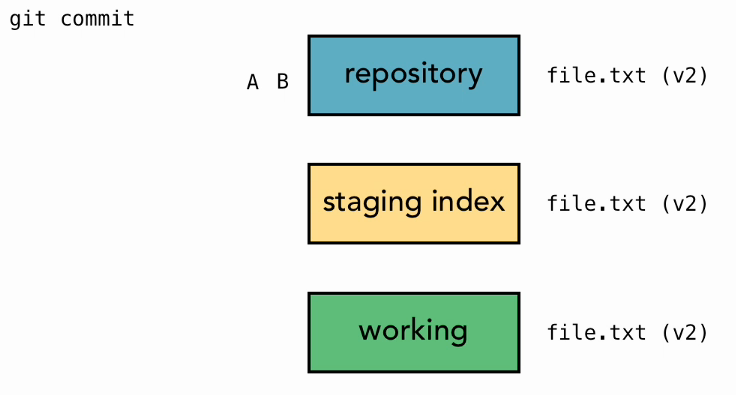 git commit
A B repository file.txt (v2)
staging index file.txt (v2)
working file.txt (v2)